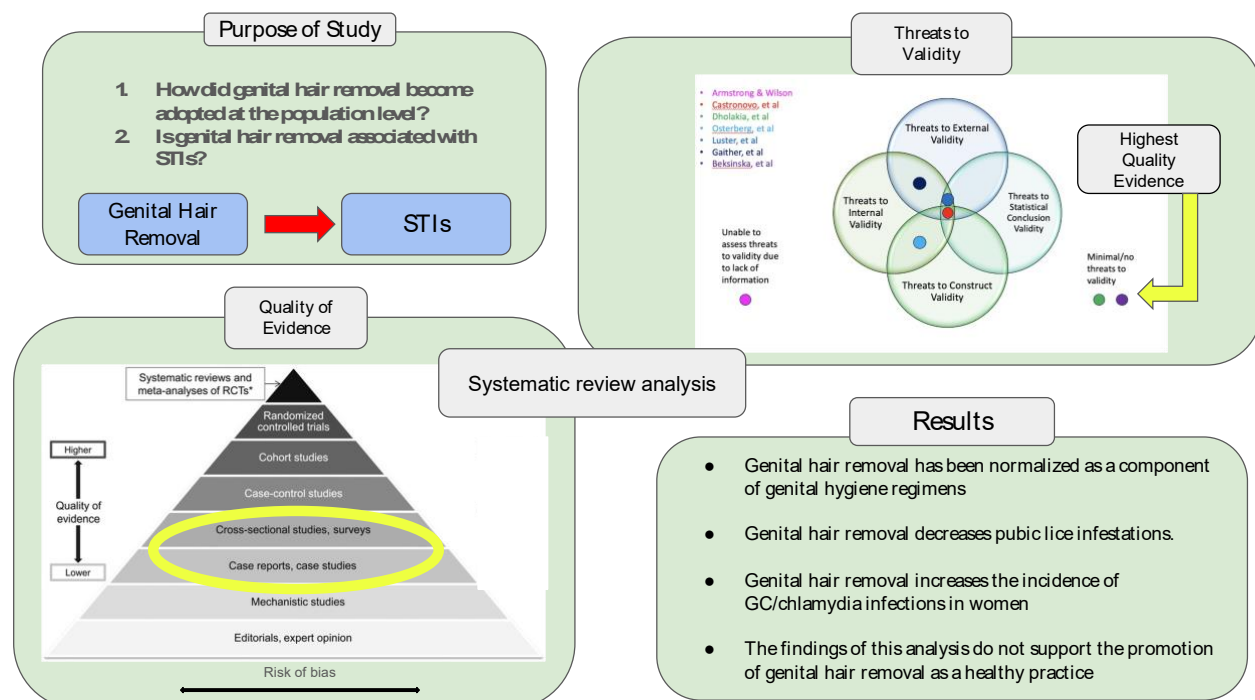 Purpose of Study
1. How did genital hair removal become
adopted at the population level?
2. Is genital hair removal associated with
STIs?
Genital Hair
Removal
STIs
Threats to
Validity
• Armstrong & Wilson
• Castronovo, et al
• Dholakia, et al
• Osterberg, et al
• Luster, et al
• Gaither, et al
• Beksinska, et al
Threats to External
Validity
Threats to
Internal
Validity
Threats to
Statistical
Conclusion
Validity
Threats to Construct
Validity
Unable to
assess threats
to validity due
to lack of
information
Minimal/no
threats to
validity
Highest
Quality
Evidence
Quality of
Evidence
Systematic reviews and
meta-analyses of RCTs*
Randomized
controlled trials
Cohort studies
Case-control studies
Cross-sectional studies, surveys
Case reports, case studies
Mechanistic studies
Editorials, expert opinion
Higher
Quality of
evidence
Lower
Risk of bias
Systematic review analysis
Results
● Genital hair removal has been normalized as a component
of genital hygiene regimens
● Genital hair removal decreases pubic lice infestations.
● Genital hair removal increases the incidence of
GC/chlamydia infections in women
● The findings of this analysis do not support the promotion
of genital hair removal as a healthy practice